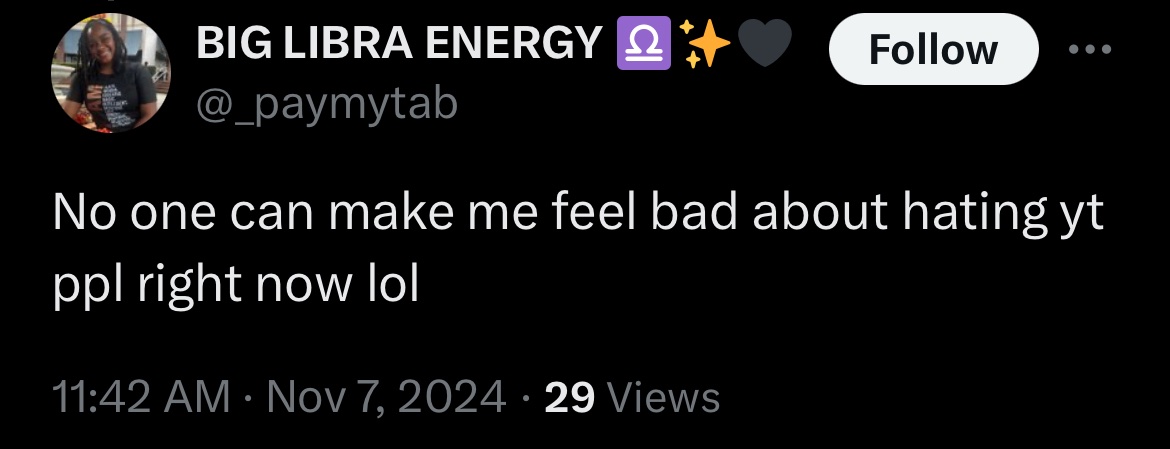 BIG LIBRA ENERGY ♎✨🖤
Follow
@_paymytab
No one can make me feel bad about hating yt
ppl right now lol
11:42 AM · Nov 7, 2024 · 29 Views